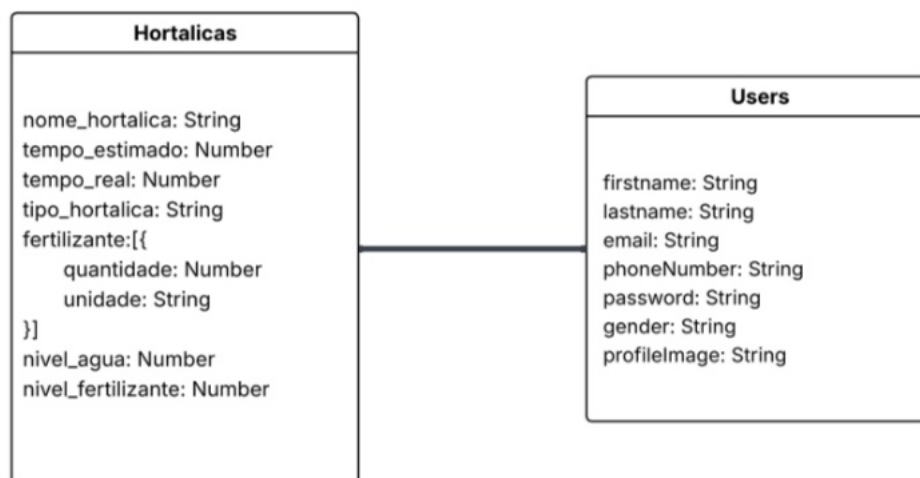 Hortalicas
nome_hortalica: String
tempo_estimado: Number
tempo_real: Number
tipo_hortalica: String
fertilizante:[{
quantidade: Number
unidade: String
}]
nivel_agua: Number
nivel_fertilizante: Number
Users
firstname: String
lastname: String
email: String
phoneNumber: String
password: String
gender: String
profileImage: String